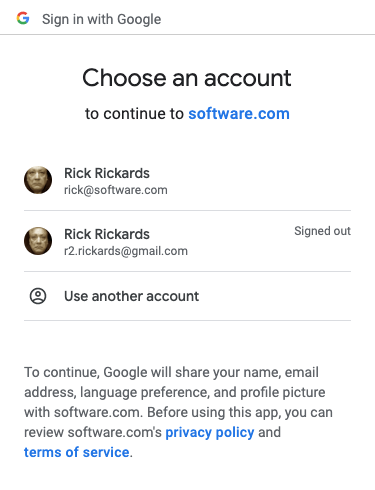 Sign in with Google
Choose an account
to continue to software.com
Rick Rickards
rick@software.com
Rick Rickards
Signed out
r2.rickards@gmail.com
Use another account
To continue, Google will share your name, email
address, language preference, and profile picture
with software.com. Before using this app, you can
review software.com's privacy policy and
terms of service.